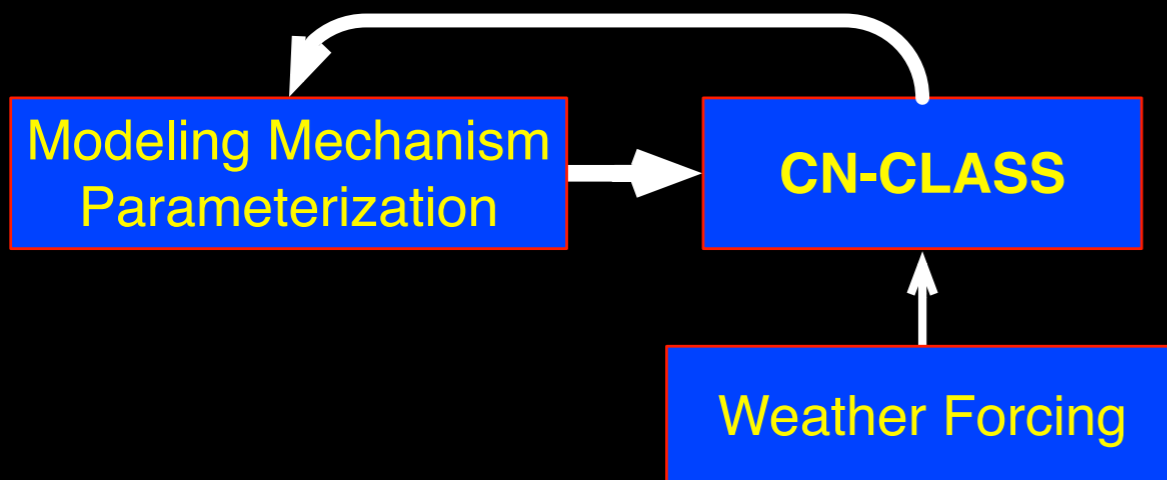 Modeling Mechanism
Parameterization
CN-CLASS
Weather Forcing